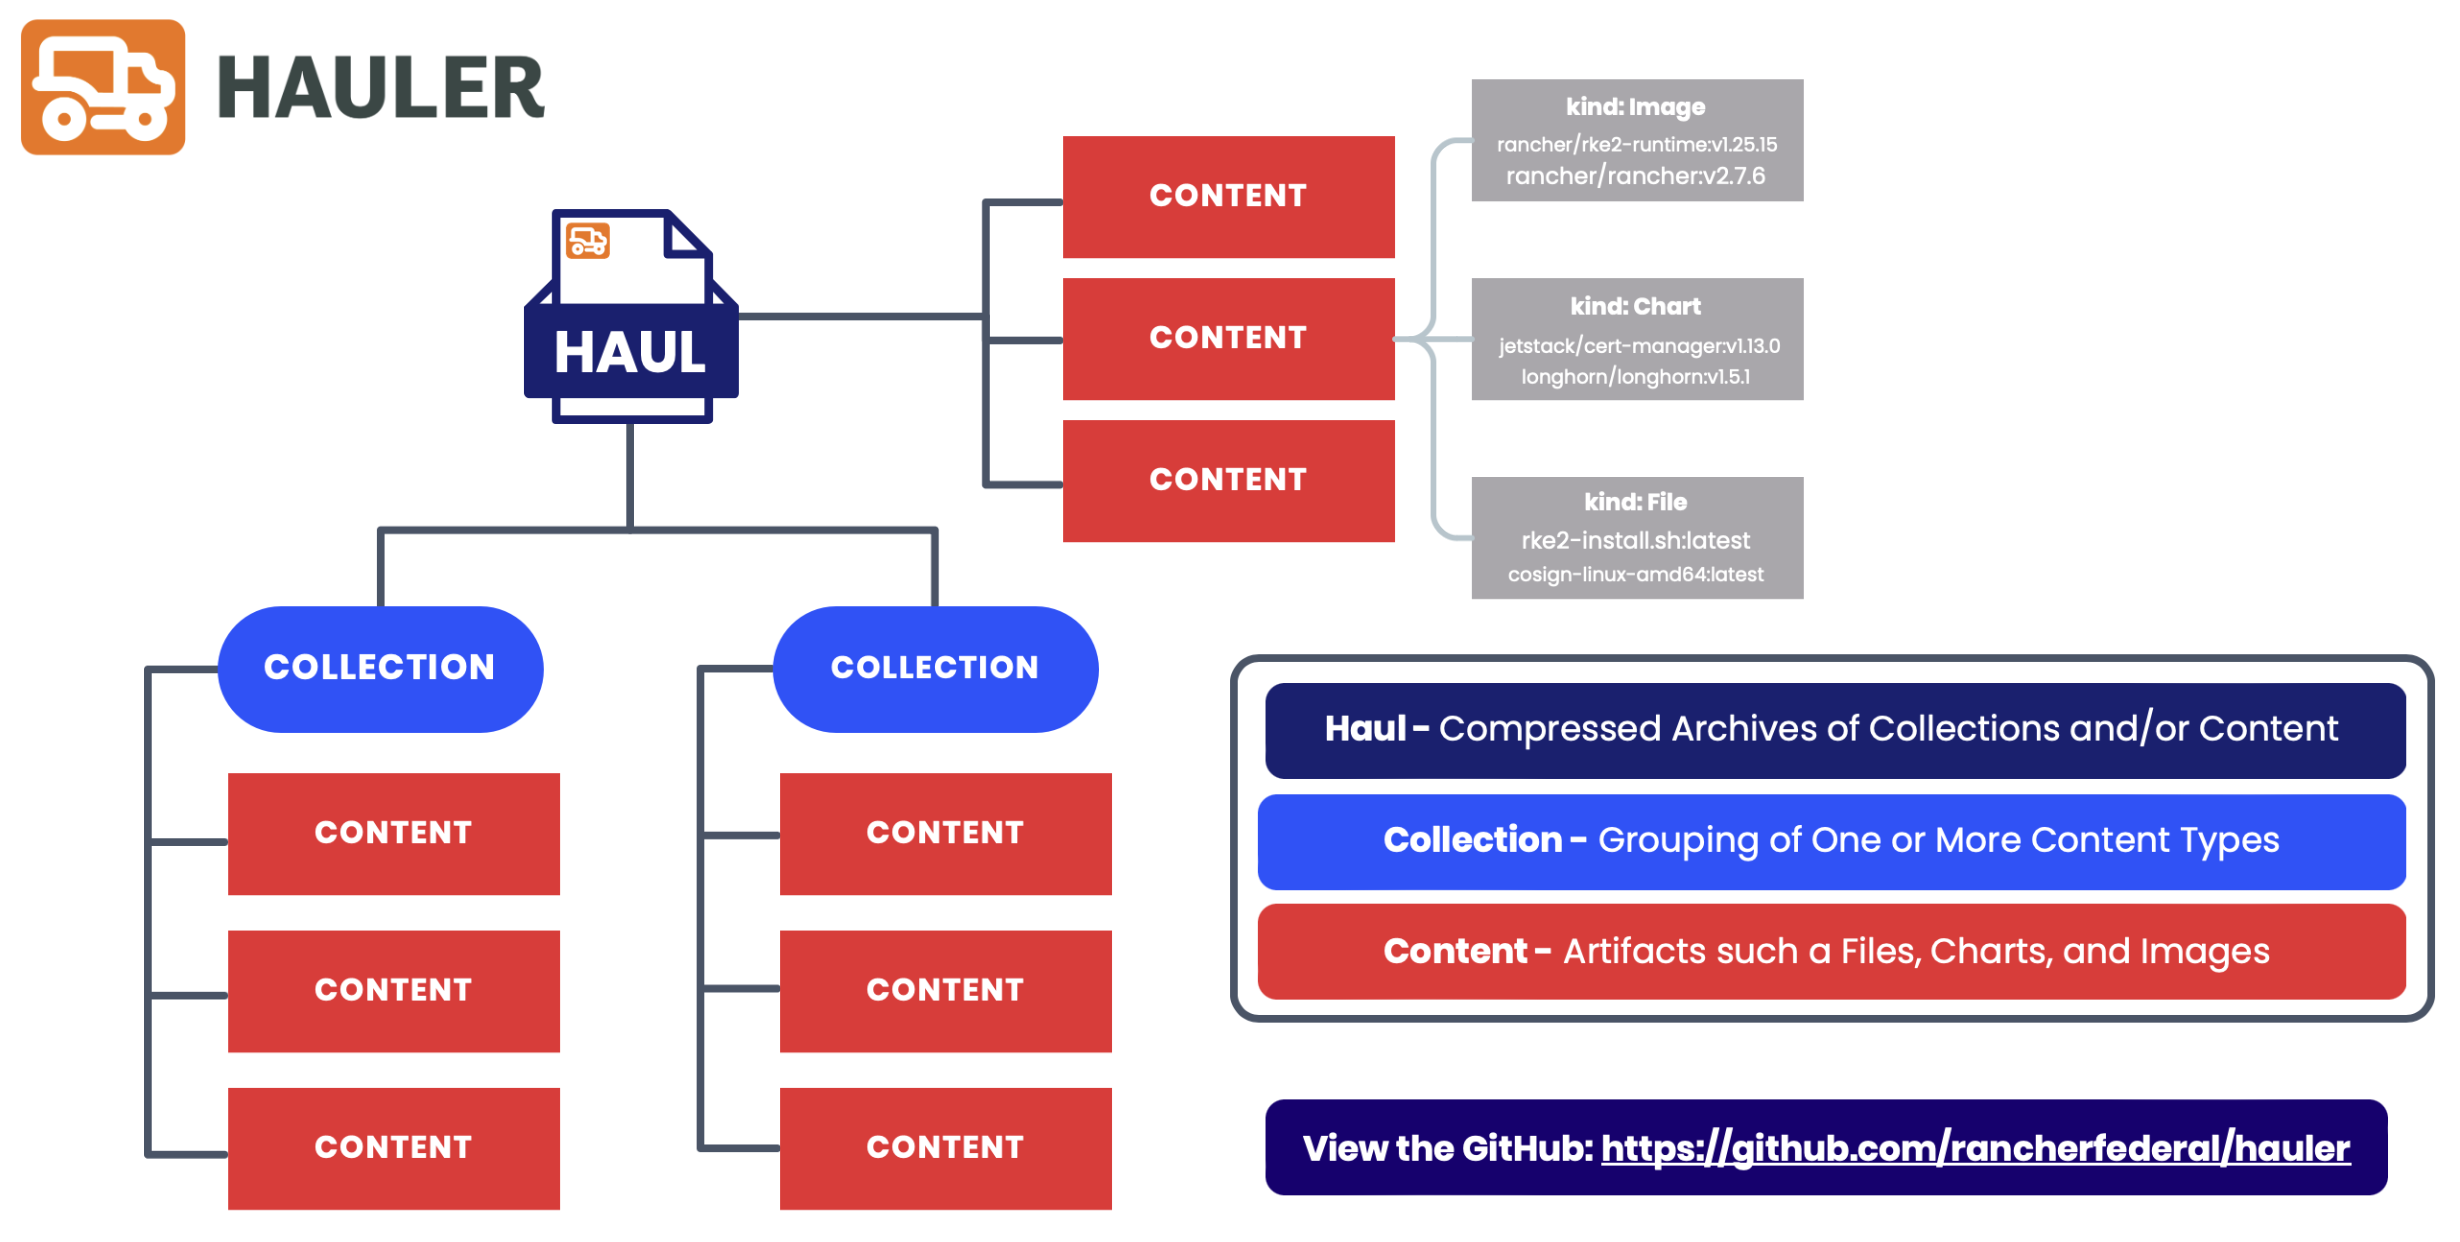 HAULER
HAUL
CONTENT
CONTENT
CONTENT
kind: Image
rancher/rke2-runtime:v1.25.15
rancher/rancher:v2.7.6
kind: Chart
jetstack/cert-manager:v1.13.0
longhorn/longhorn:v1.5.1
kind: File
rke2-install.sh:latest
cosign-linux-amd64:latest
COLLECTION
CONTENT
CONTENT
CONTENT
COLLECTION
CONTENT
CONTENT
CONTENT
Haul - Compressed Archives of Collections and/or Content
Collection - Grouping of One or More Content Types
Content - Artifacts such a Files, Charts, and Images
View the GitHub: https://github.com/rancherfederal/hauler